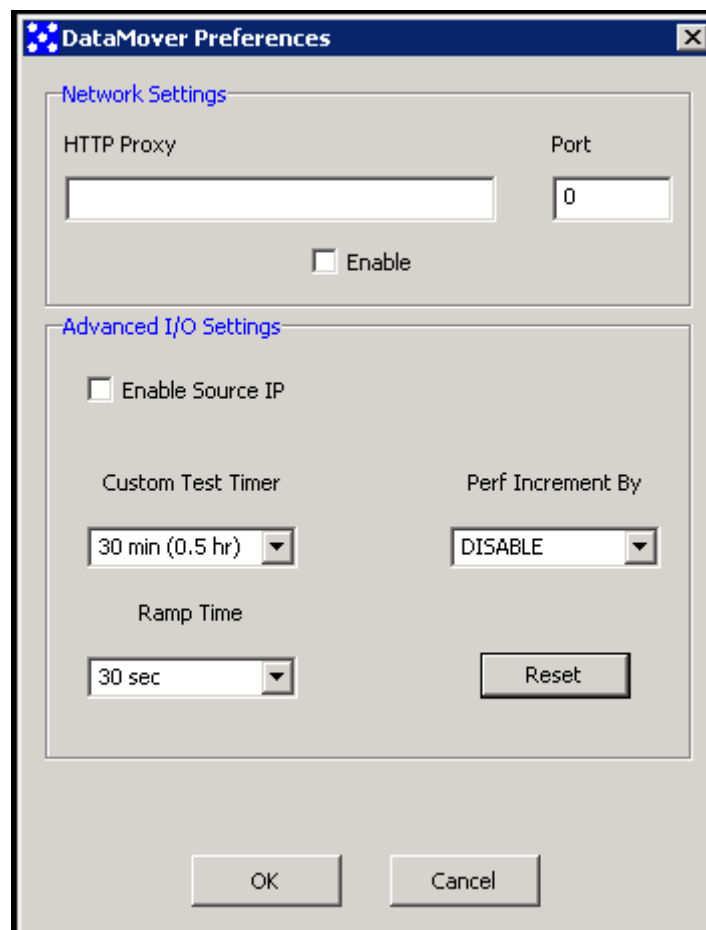 DataMover Preferences
Network Settings
HTTP Proxy Port
0
Enable
Advanced I/O Settings
Enable Source IP
Custom Test Timer Perf Increment By
30 min (0.5 hr) DISABLE
Ramp Time
30 sec Reset
OK Cancel